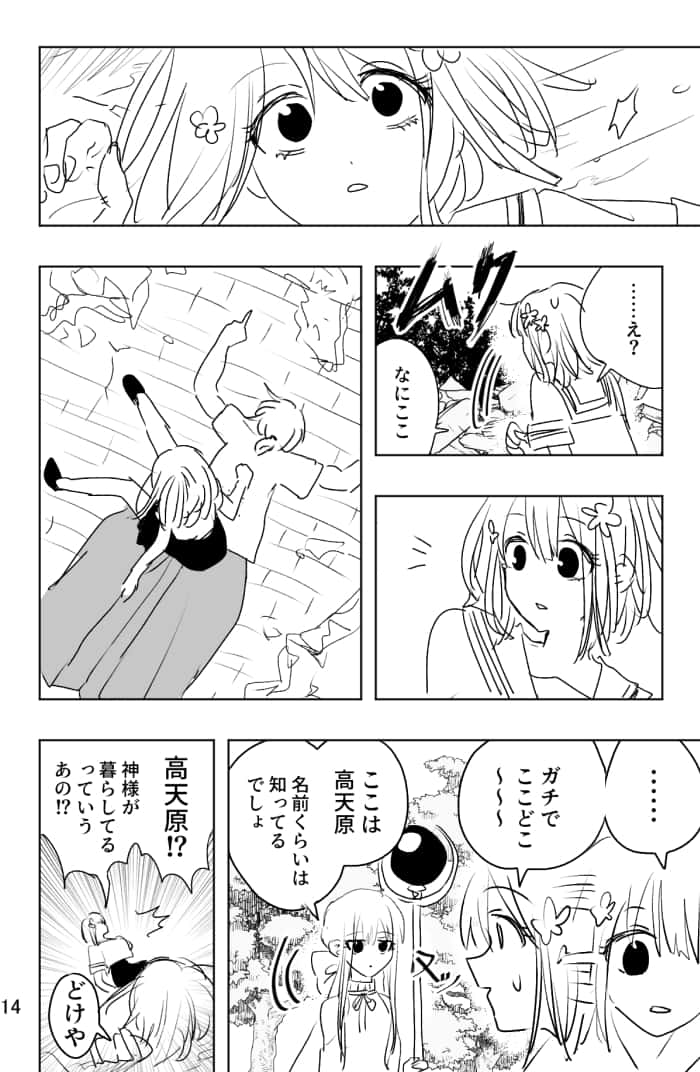 ……え?
ムクッ
なにここ
……
ガチで
ここどこ
〜〜〜
ここは
高天原
名前くらいは
知ってる
でしょ
高天原!?
神様が
暮らしてる
っていう
あの!?
どけや
14